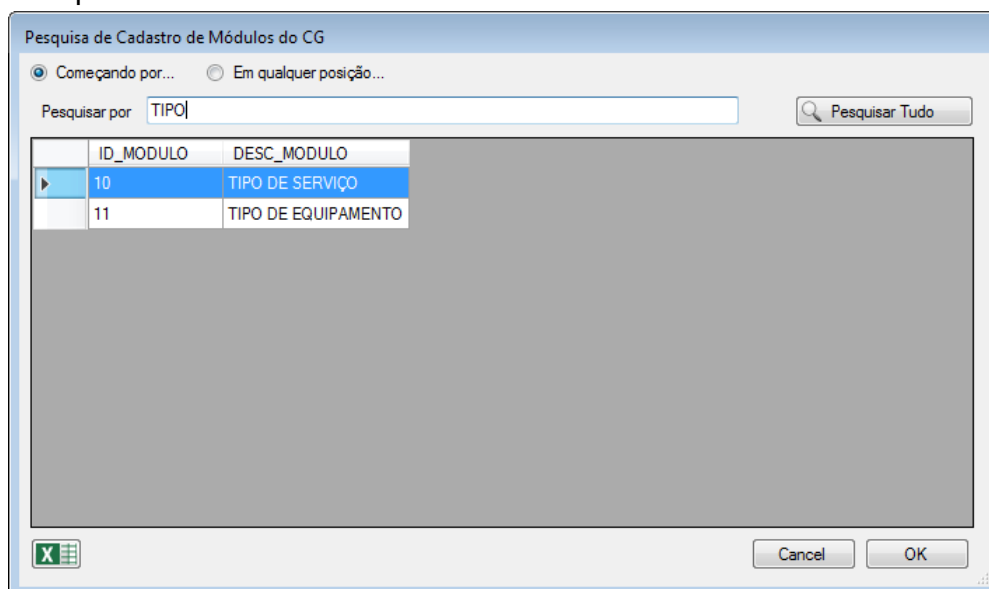 Pesquisa de Cadastro de Módulos do CG
Começando por... Em qualquer posição...
Pesquisar por TIPO Pesquisar Tudo
ID_MODULO DESC_MODULO
10 TIPO DE SERVIÇO
11 TIPO DE EQUIPAMENTO
Cancel OK